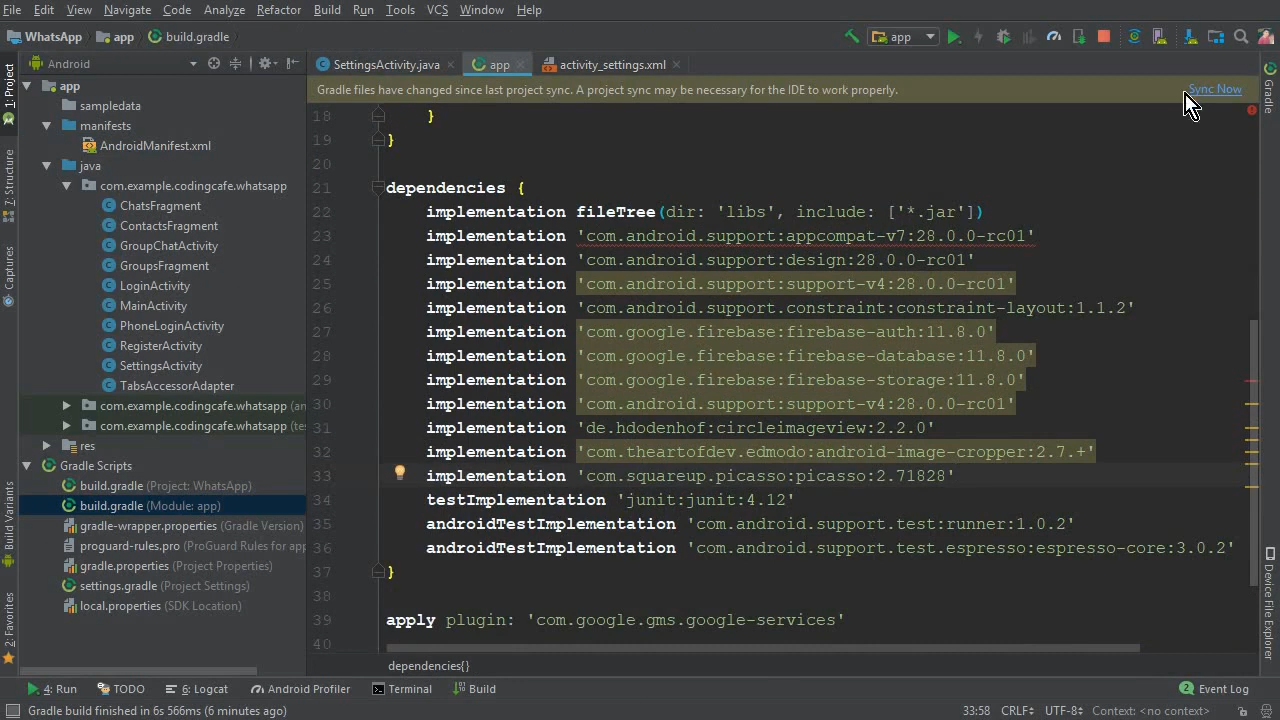 File Edit View Navigate Code Analyze Refactor Build Run Tools VCS Window Help
WhatsApp app build.gradle app
1: Project
7: Structure
Captures
Build Variants
2: Favorites
Android
app
sampledata
manifests
AndroidManifest.xml
java
com.example.codingcafe.whatsapp
ChatsFragment
ContactsFragment
GroupChatActivity
GroupsFragment
LoginActivity
MainActivity
PhoneLoginActivity
RegisterActivity
SettingsActivity
TabsAccessorAdapter
com.example.codingcafe.whatsapp (an
com.example.codingcafe.whatsapp (te
res
Gradle Scripts
build.gradle (Project: WhatsApp)
build.gradle (Module: app)
gradle-wrapper.properties (Gradle Version)
proguard-rules.pro (ProGuard Rules for app
gradle.properties (Project Properties)
settings.gradle (Project Settings)
local.properties (SDK Location)
SettingsActivity.java app activity_settings.xml
Gradle files have changed since last project sync. A project sync may be necessary for the IDE to work properly. Sync Now
18 }
19 }
20
21 dependencies {
22 implementation fileTree(dir: 'libs', include: ['*.jar'])
23 implementation 'com.android.support:appcompat-v7:28.0.0-rc01'
24 implementation 'com.android.support:design:28.0.0-rc01'
25 implementation 'com.android.support:support-v4:28.0.0-rc01'
26 implementation 'com.android.support.constraint:constraint-layout:1.1.2'
27 implementation 'com.google.firebase:firebase-auth:11.8.0'
28 implementation 'com.google.firebase:firebase-database:11.8.0'
29 implementation 'com.google.firebase:firebase-storage:11.8.0'
30 implementation 'com.android.support:support-v4:28.0.0-rc01'
31 implementation 'de.hdodenhof:circleimageview:2.2.0'
32 implementation 'com.theartofdev.edmodo:android-image-cropper:2.7.+'
33 implementation 'com.squareup.picasso:picasso:2.71828'
34 testImplementation 'junit:junit:4.12'
35 androidTestImplementation 'com.android.support.test:runner:1.0.2'
36 androidTestImplementation 'com.android.support.test.espresso:espresso-core:3.0.2'
37 }
38
39 apply plugin: 'com.google.gms.google-services'
40
dependencies{}
Gradle
Device File Explorer
4: Run TODO 6: Logcat Android Profiler Terminal Build 2 Event Log
Gradle build finished in 6s 566ms (6 minutes ago) 33:58 CRLF UTF-8 Context: <no context>